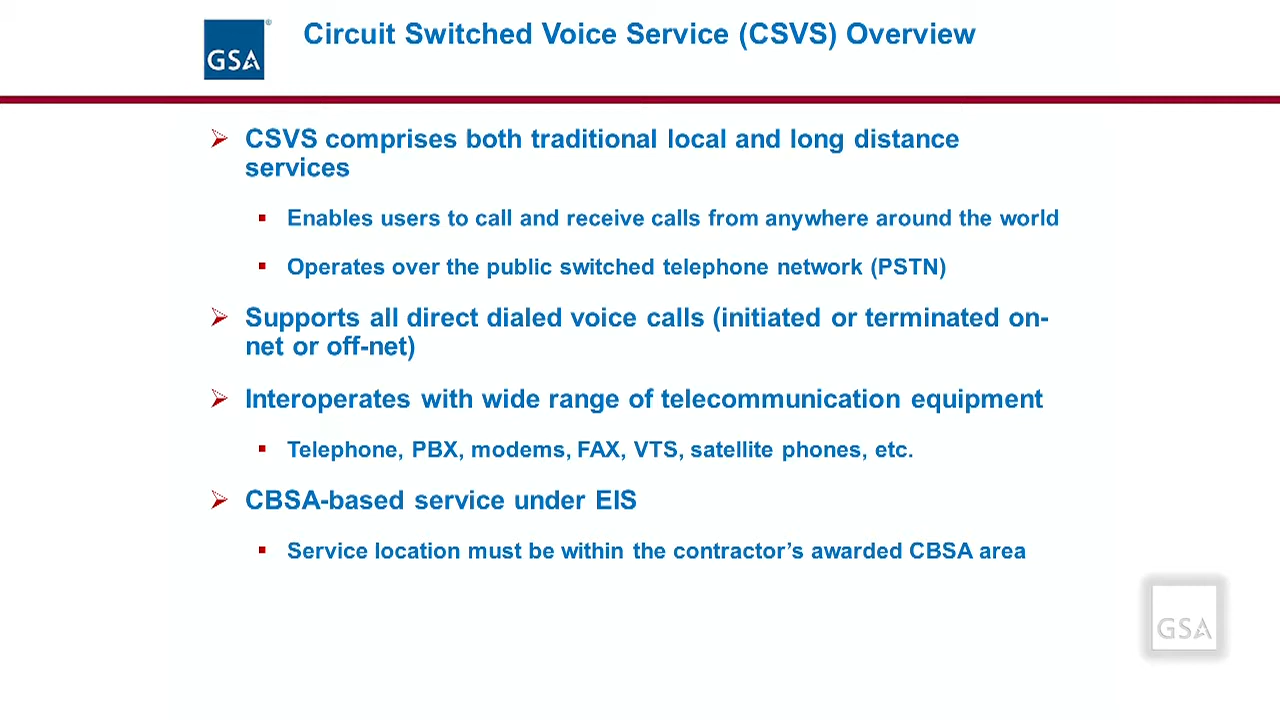 GSA®
Circuit Switched Voice Service (CSVS) Overview
CSVS comprises both traditional local and long distance
services
Enables users to call and receive calls from anywhere around the world
Operates over the public switched telephone network (PSTN)
Supports all direct dialed voice calls (initiated or terminated on-
net or off-net)
Interoperates with wide range of telecommunication equipment
Telephone, PBX, modems, FAX, VTS, satellite phones, etc.
CBSA-based service under EIS
Service location must be within the contractor’s awarded CBSA area
GSA